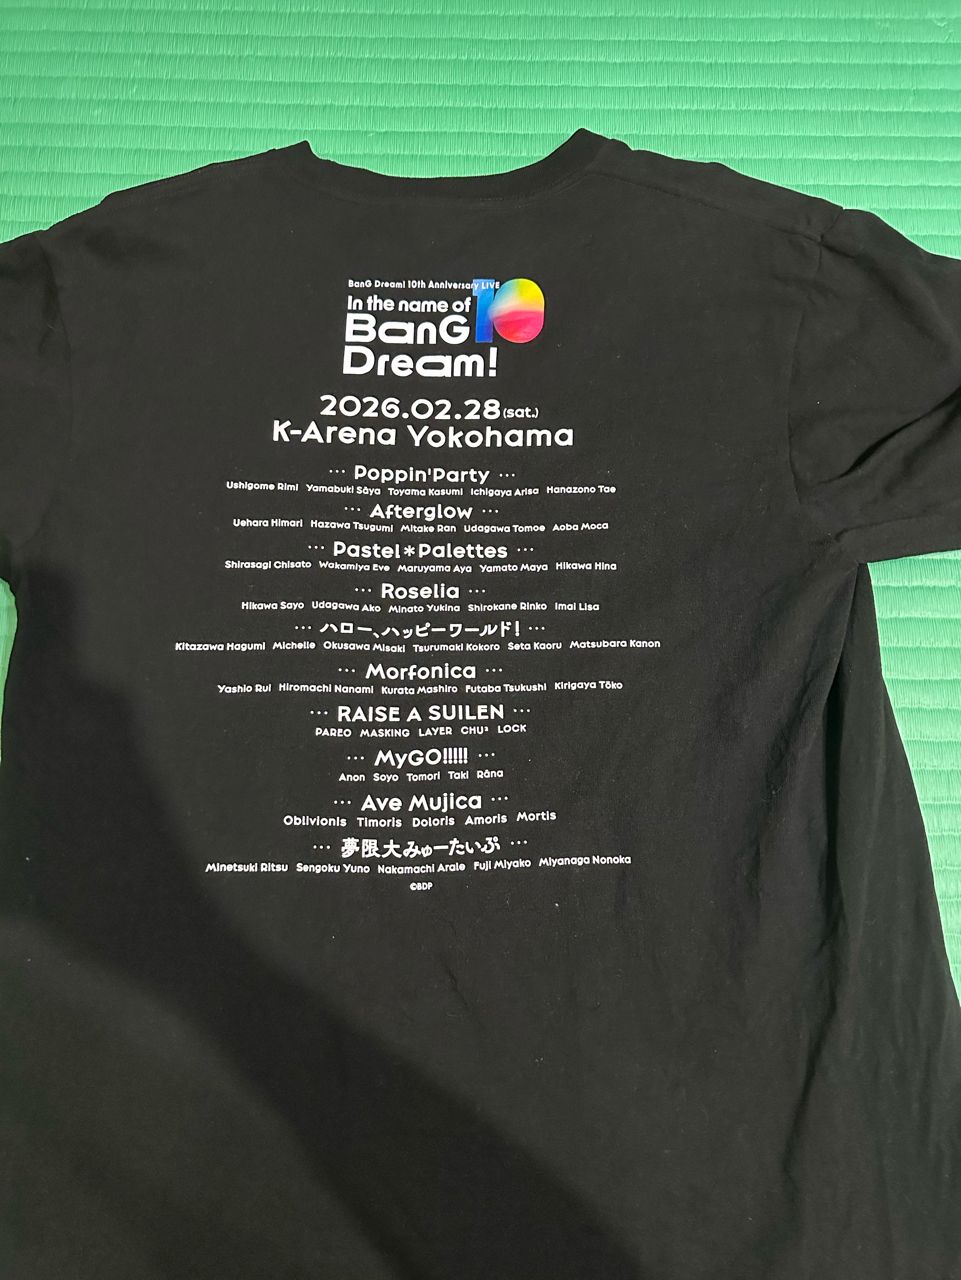 BanG Dream! 10th Anniversary LIVE
In the name of
BanG
Dream!
10
2026.02.28(sat.)
K-Arena Yokohama
··· Poppin'Party ···
Ushigome Rimi Yamabuki Sāya Toyama Kasumi Ichigaya Arisa Hanazono Tae
··· Afterglow ···
Uehara Himari Hazawa Tsugumi Mitake Ran Udagawa Tomoe Aoba Moca
··· Pastel*Palettes ···
Shirasagi Chisato Wakamiya Eve Maruyama Aya Yamato Maya Hikawa Hina
··· Roselia ···
Hikawa Sayo Udagawa Ako Minato Yukina Shirokane Rinko Imai Lisa
··· ハロー、ハッピーワールド! ···
Kitazawa Hagumi Michelle Okusawa Misaki Tsurumaki Kokoro Seta Kaoru Matsubara Kanon
··· Morfonica ···
Yashio Rui Hiromachi Nanami Kurata Mashiro Futaba Tsukushi Kirigaya Tōko
··· RAISE A SUILEN ···
PAREO MASKING LAYER CHU² LOCK
··· MyGO!!!!! ···
Anon Soyo Tomori Taki Rāna
··· Ave Mujica ···
Oblivionis Timoris Doloris Amoris Mortis
··· 夢限大みゅーたいぷ ···
Minetsuki Ritsu Sengoku Yuno Nakamachi Arale Fuji Miyako Miyanaga Nonoka
©BDP